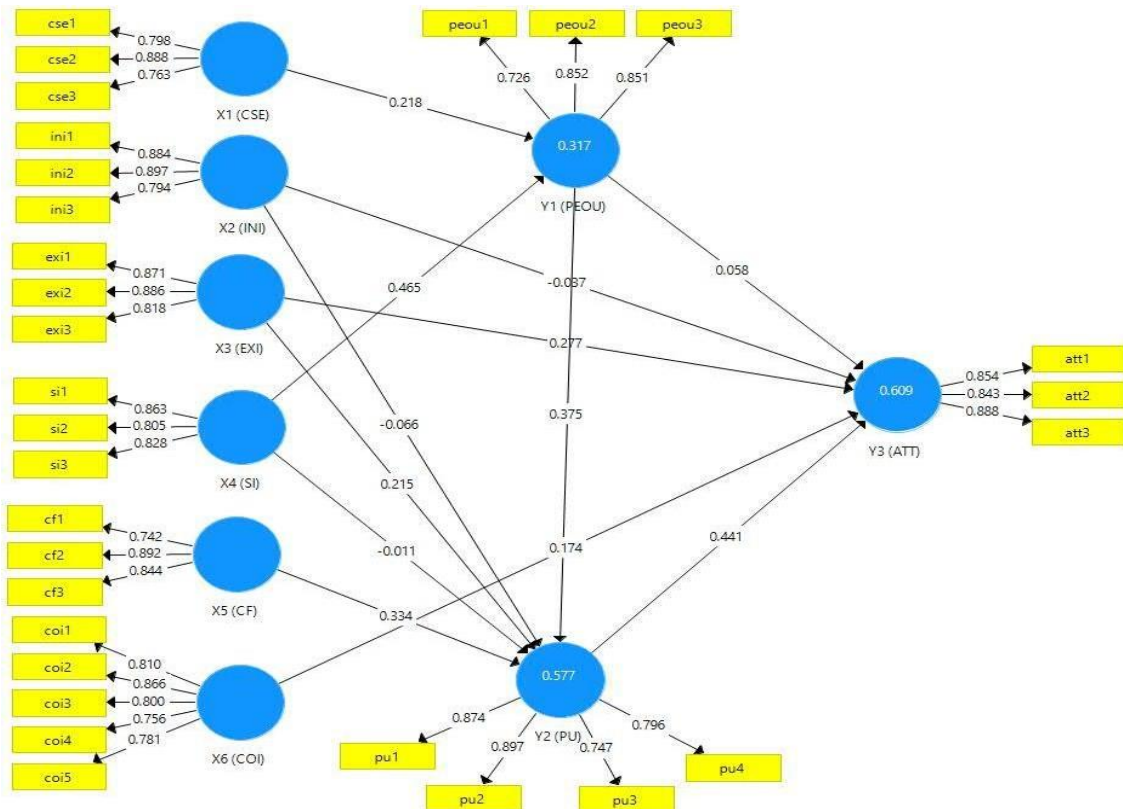 cse1
cse2
cse3
0.798
0.888
0.763
X1 (CSE)
ini1
ini2
ini3
0.884
0.897
0.794
X2 (INI)
exi1
exi2
exi3
0.871
0.886
0.818
X3 (EXI)
si1
si2
si3
0.863
0.805
0.828
X4 (SI)
cf1
cf2
cf3
0.742
0.892
0.844
X5 (CF)
coi1
coi2
coi3
coi4
coi5
0.810
0.866
0.800
0.756
0.781
X6 (COI)
peou1
peou2
peou3
0.726
0.852
0.851
0.317
Y1 (PEOU)
0.218
0.465
0.058
0.277
0.375
-0.066
0.215
-0.011
0.174
0.334
0.441
0.609
Y3 (ATT)
0.854
0.843
0.888
att1
att2
att3
0.577
Y2 (PU)
0.874
0.897
0.747
0.796
pu1
pu2
pu3
pu4